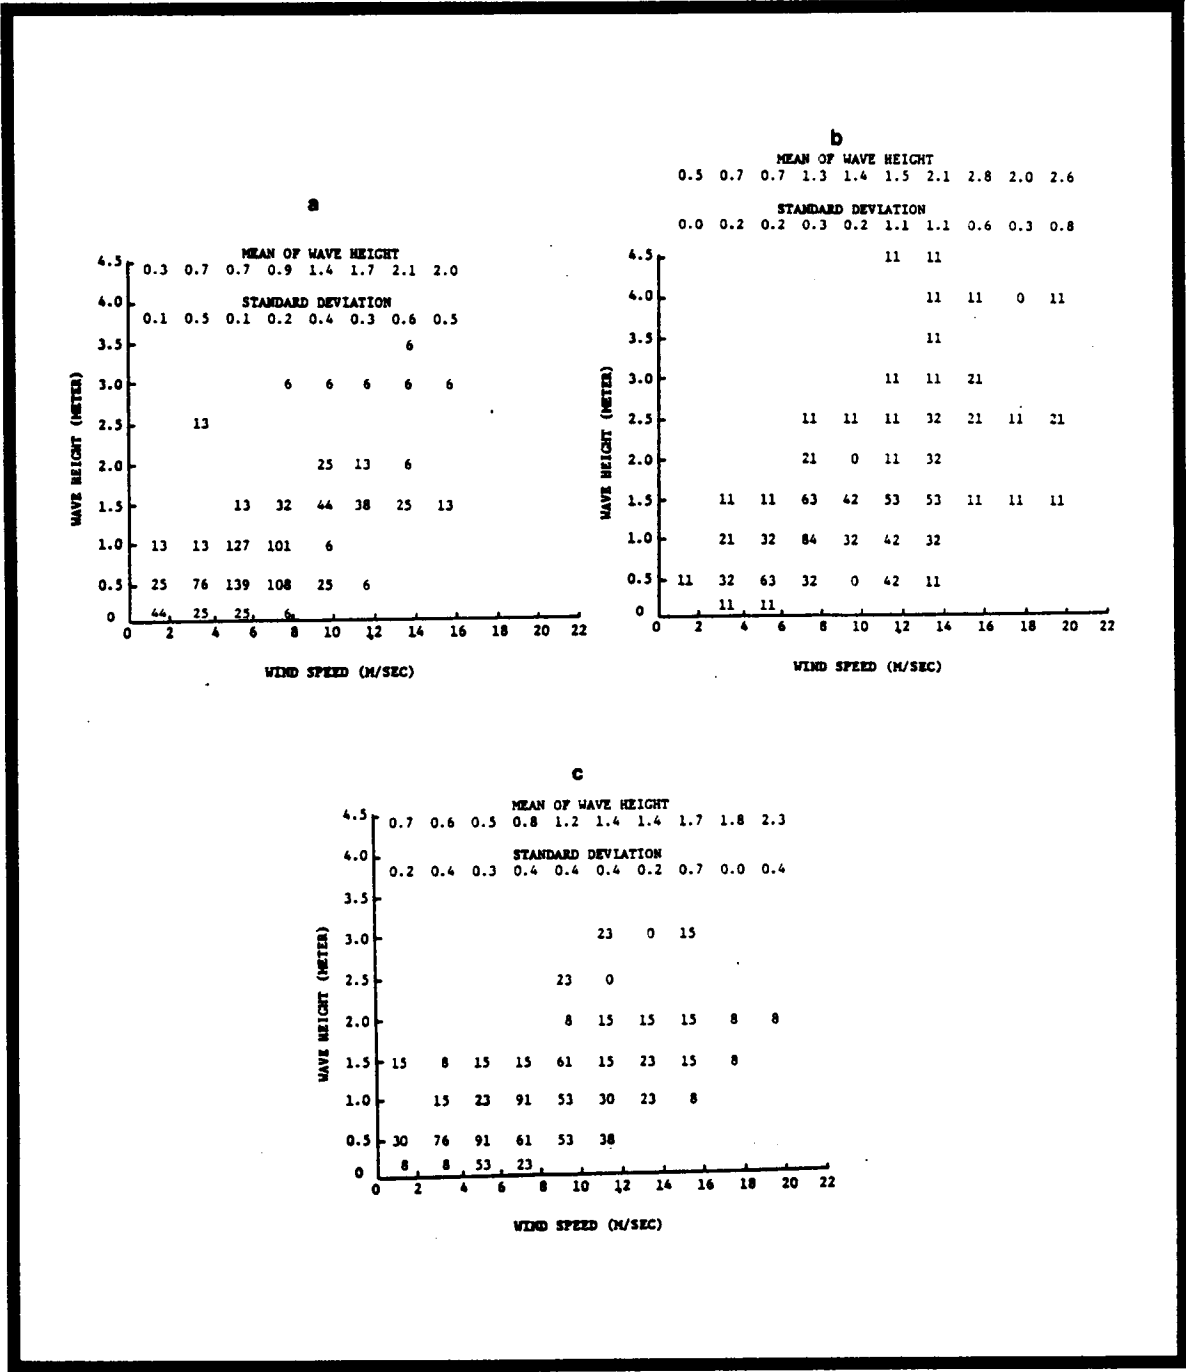 a
MEAN OF WAVE HEIGHT
4.5 0.3 0.7 0.7 0.9 1.4 1.7 2.1 2.0
4.0 STANDARD DEVIATION
0.1 0.5 0.1 0.2 0.4 0.3 0.6 0.5
3.5 6
3.0 6 6 6 6 6
2.5 13
2.0 25 13 6
1.5 13 32 44 38 25 13
1.0 13 13 127 101 6
0.5 25 76 139 108 25 6
0 44 25 25 6
0 2 4 6 8 10 12 14 16 18 20 22
WAVE HEIGHT (METER)
WIND SPEED (M/SEC)
b
MEAN OF WAVE HEIGHT
0.5 0.7 0.7 1.3 1.4 1.5 2.1 2.8 2.0 2.6
STANDARD DEVIATION
0.0 0.2 0.2 0.3 0.2 1.1 1.1 0.6 0.3 0.8
4.5 11 11
4.0 11 11 0 11
3.5 11
3.0 11 11 21
2.5 11 11 11 32 21 11 21
2.0 21 0 11 32
1.5 11 11 63 42 53 53 11 11 11
1.0 21 32 84 32 42 32
0.5 11 32 63 32 0 42 11
0 11 11
0 2 4 6 8 10 12 14 16 18 20 22
WAVE HEIGHT (METER)
WIND SPEED (M/SEC)
c
MEAN OF WAVE HEIGHT
4.5 0.7 0.6 0.5 0.8 1.2 1.4 1.4 1.7 1.8 2.3
4.0 STANDARD DEVIATION
0.2 0.4 0.3 0.4 0.4 0.4 0.2 0.7 0.0 0.4
3.5
3.0 23 0 15
2.5 23 0
2.0 8 15 15 15 8 8
1.5 15 8 15 15 61 15 23 15 8
1.0 15 23 91 53 30 23 8
0.5 30 76 91 61 53 38
0 8 8 53 23
0 2 4 6 8 10 12 14 16 18 20 22
WAVE HEIGHT (METER)
WIND SPEED (M/SEC)